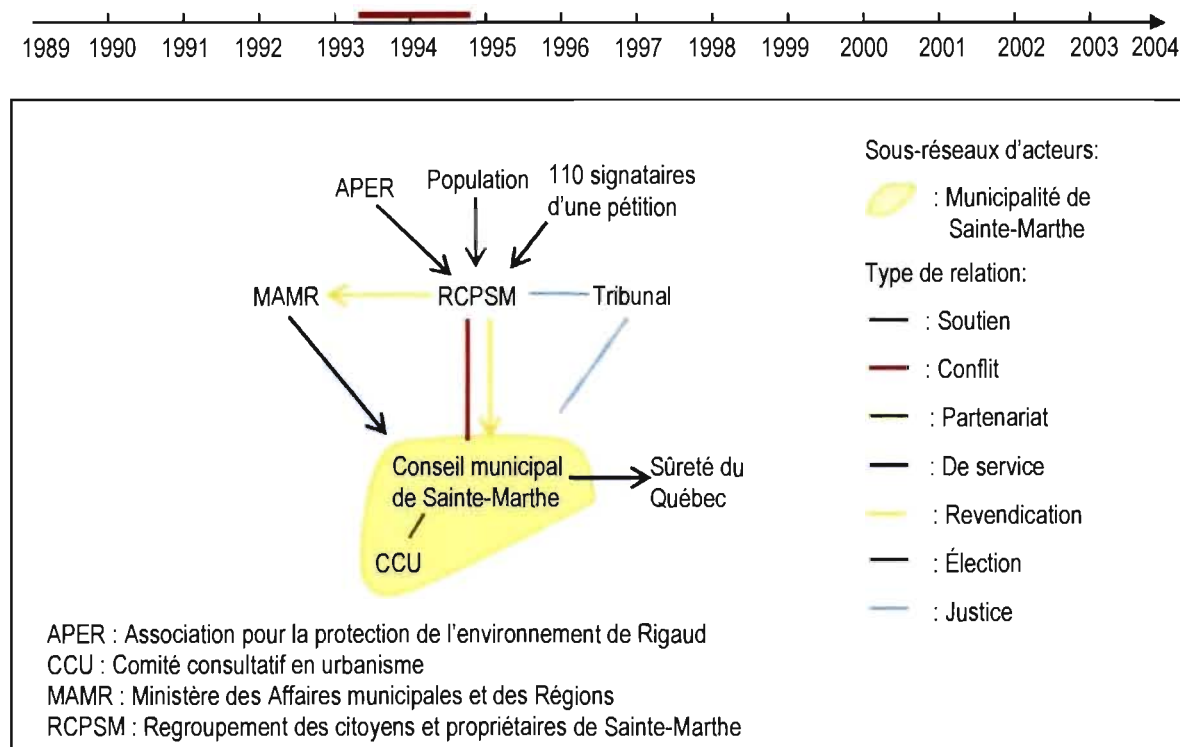 1989 1990 1991 1992 1993 1994 1995 1996 1997 1998 1999 2000 2001 2002 2003 2004
APER
Population
110 signataires
d'une pétition
MAMR
RCPSM
Tribunal
Conseil municipal
de Sainte-Marthe
CCU
Sûreté du
Québec
Sous-réseaux d'acteurs:
: Municipalité de
Sainte-Marthe
Type de relation:
: Soutien
: Conflit
: Partenariat
: De service
: Revendication
: Élection
: Justice
APER : Association pour la protection de l'environnement de Rigaud
CCU : Comité consultatif en urbanisme
MAMR : Ministère des Affaires municipales et des Régions
RCPSM : Regroupement des citoyens et propriétaires de Sainte-Marthe